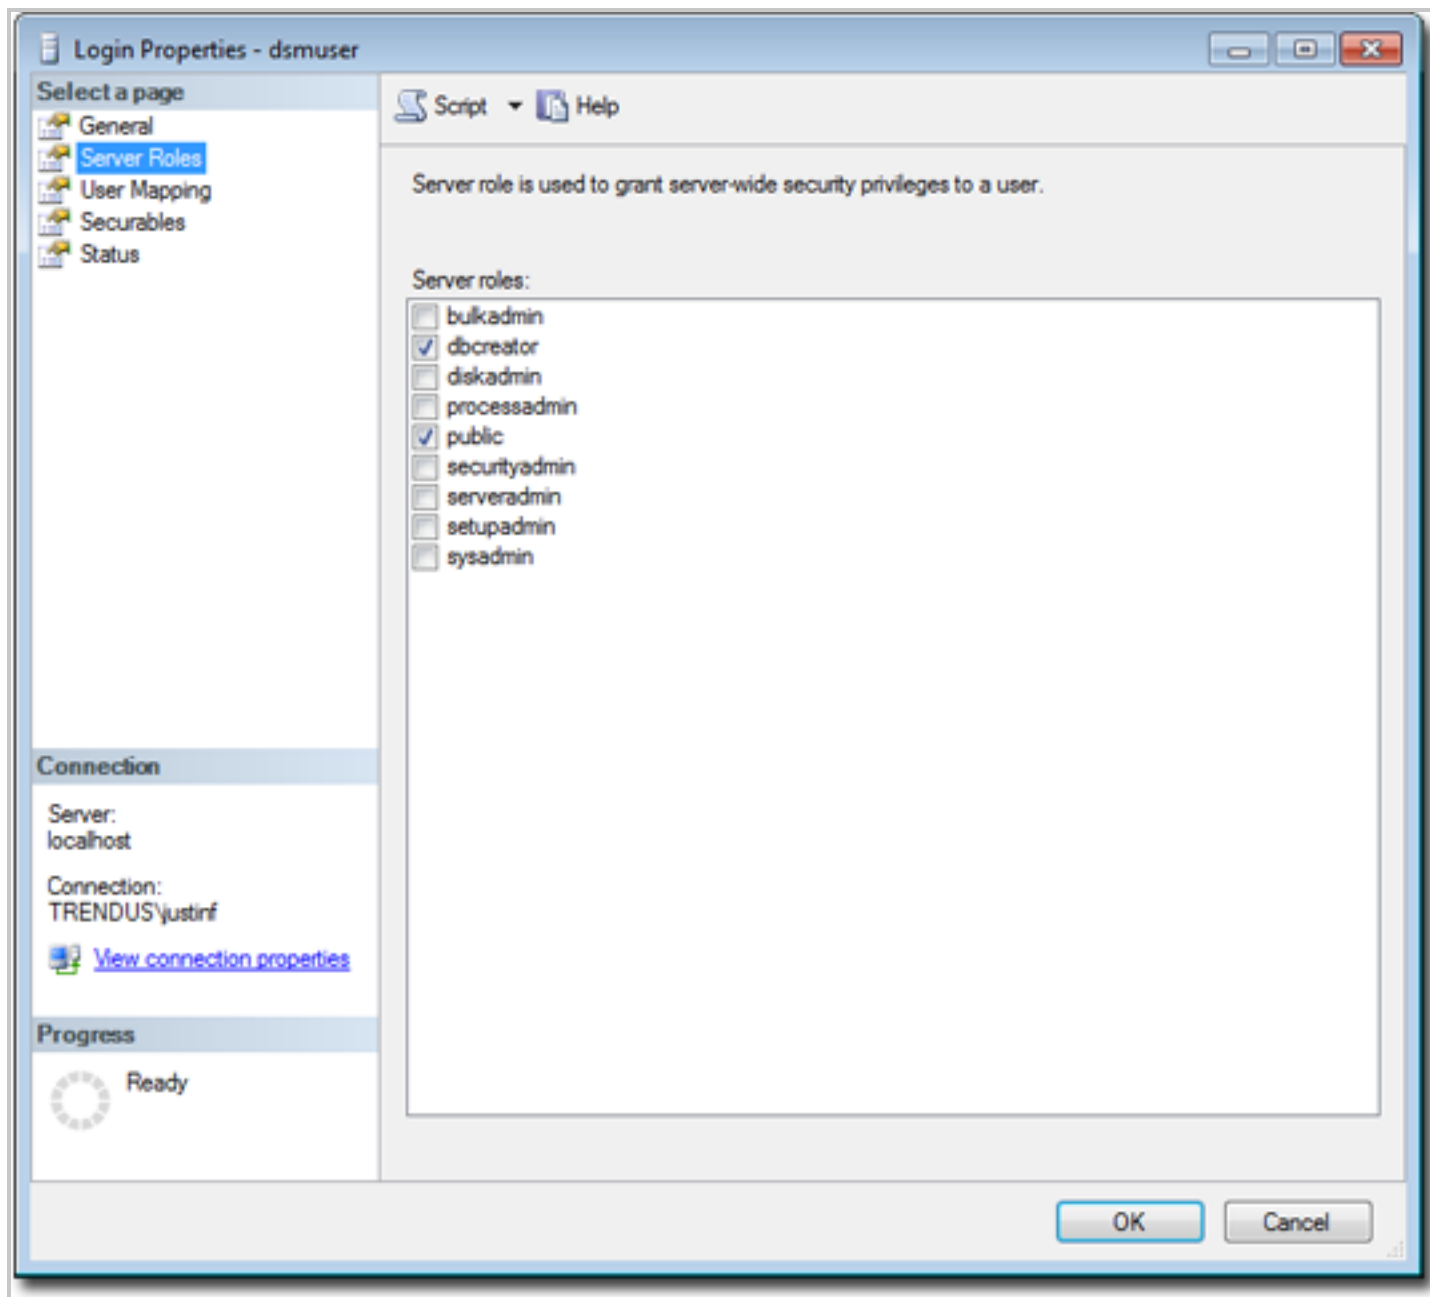 Login Properties - dsmuser
Select a page
General
Server Roles
User Mapping
Securables
Status
Script
Help
Server role is used to grant server-wide security privileges to a user.
Server roles:
bulkadmin
dbcreator
diskadmin
processadmin
public
securityadmin
serveradmin
setupadmin
sysadmin
Connection
Server:
localhost
Connection:
TRENDUS\justinf
View connection properties
Progress
Ready
OK
Cancel